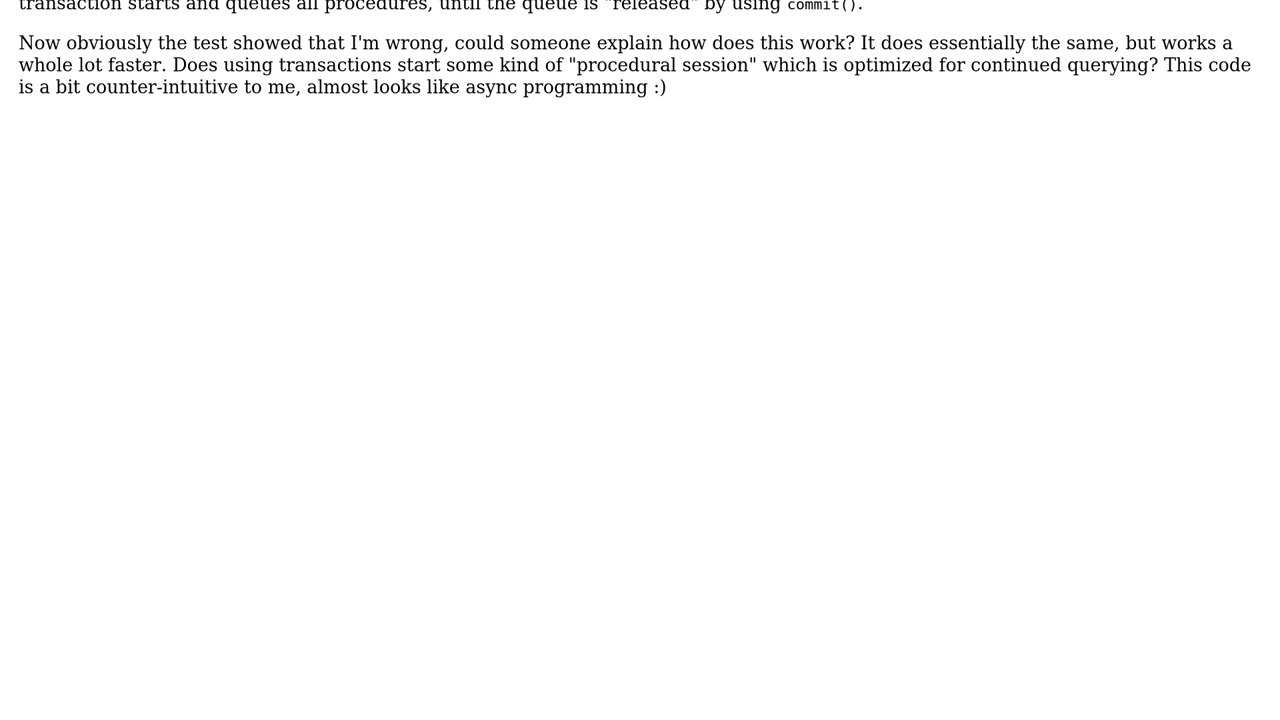 transaction starts and queues all procedures, until the queue is "released" by using commit().
Now obviously the test showed that I'm wrong, could someone explain how does this work? It does essentially the same, but works a
whole lot faster. Does using transactions start some kind of "procedural session" which is optimized for continued querying? This code
is a bit counter-intuitive to me, almost looks like async programming :)